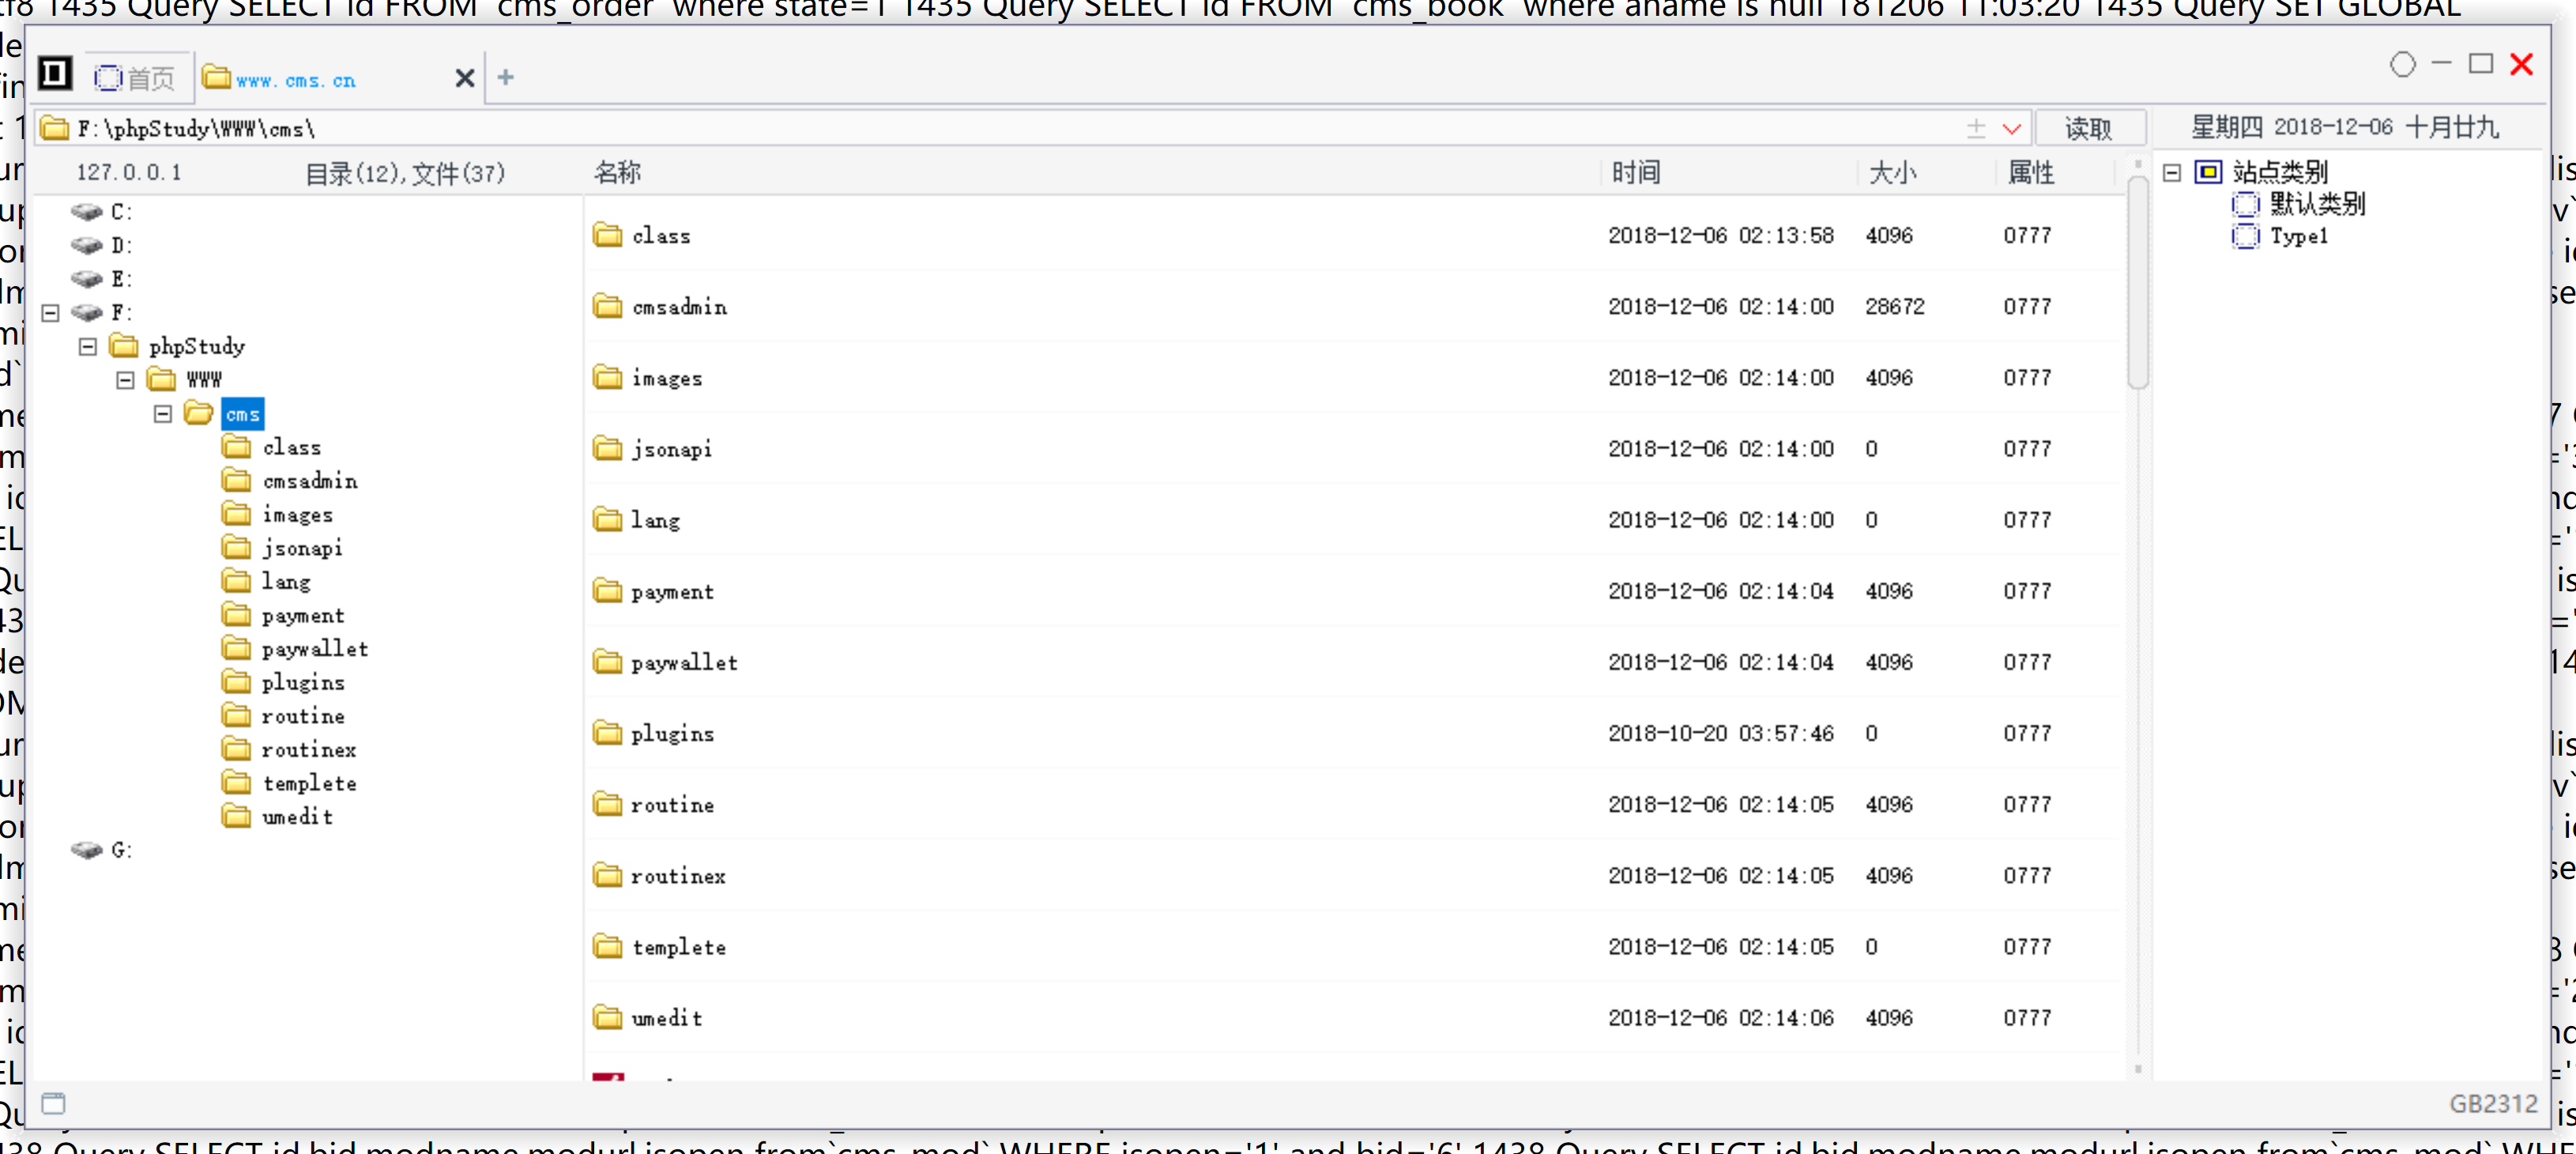 tf8 1435 Query SELECT id FROM `cms_order` where state=1 1435 Query SELECT id FROM `cms_book` where aname is null 181206 11:03:20 1435 Query SET GLOBAL
首页
www.cms.cn
F:\phpStudy\WWW\cms\
读取
星期四 2018-12-06 十月廿九
127.0.0.1
目录(12),文件(37)
名称 时间 大小 属性
站点类别
默认类别
Type1
C:
D:
E:
F:
phpStudy
WWW
cms
class
cmsadmin
images
jsonapi
lang
payment
paywallet
plugins
routine
routinex
templete
umedit
G:
class 2018-12-06 02:13:58 4096 0777
cmsadmin 2018-12-06 02:14:00 28672 0777
images 2018-12-06 02:14:00 4096 0777
jsonapi 2018-12-06 02:14:00 0 0777
lang 2018-12-06 02:14:00 0 0777
payment 2018-12-06 02:14:04 4096 0777
paywallet 2018-12-06 02:14:04 4096 0777
plugins 2018-10-20 03:57:46 0 0777
routine 2018-12-06 02:14:05 4096 0777
routinex 2018-12-06 02:14:05 4096 0777
templete 2018-12-06 02:14:05 0 0777
umedit 2018-12-06 02:14:06 4096 0777
GB2312
438 Query SELECT id,bid,modname,modurl,isopen from`cms_mod` WHERE isopen='1' and bid='6' 1438 Query SELECT id,bid,modname,modurl,isopen from`cms_mod` WHE